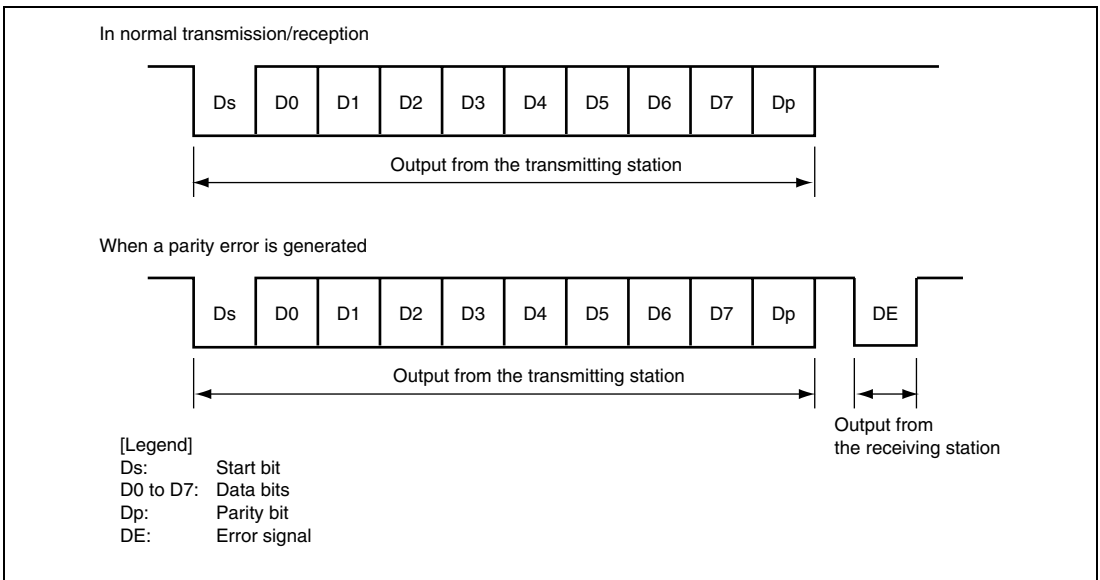 In normal transmission/reception
Ds D0 D1 D2 D3 D4 D5 D6 D7 Dp
Output from the transmitting station
When a parity error is generated
Ds D0 D1 D2 D3 D4 D5 D6 D7 Dp DE
Output from the transmitting station
Output from
the receiving station
[Legend]
Ds: Start bit
D0 to D7: Data bits
Dp: Parity bit
DE: Error signal